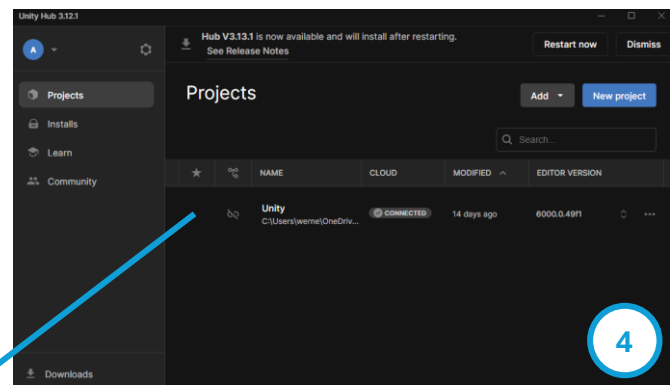 Unity Hub 3.12.1
Hub V3.13.1 is now available and will install after restarting.
See Release Notes
Restart now
Dismiss
A
Projects
Installs
Learn
Community
Downloads
Projects
Add
New project
Search...
NAME CLOUD MODIFIED EDITOR VERSION
Unity CONNECTED 14 days ago 6000.0.49f1
C:\Users\werne\OneDriv...
4